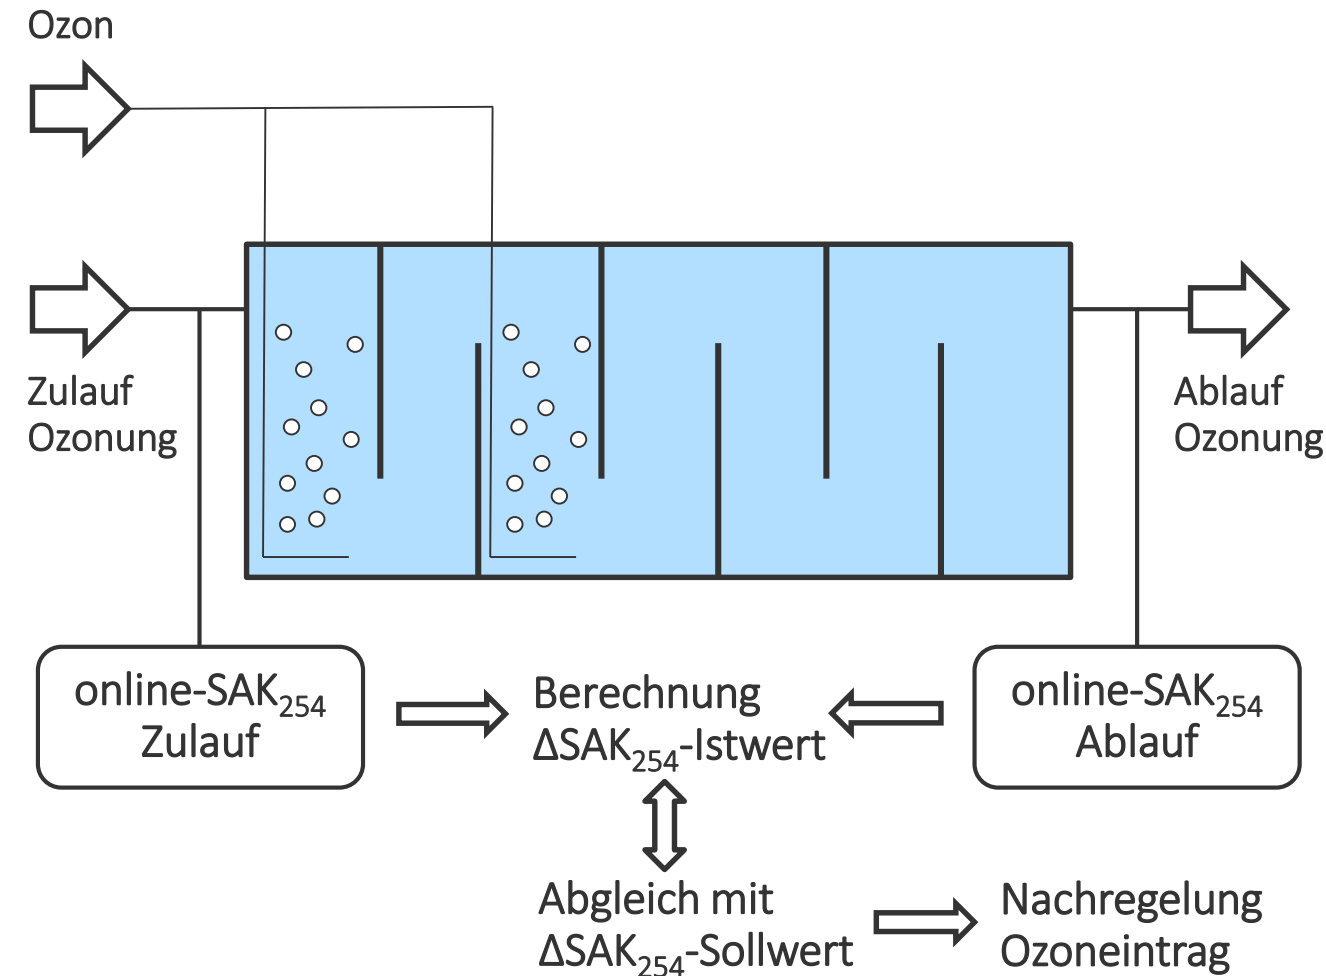 Ozon
Zulauf
Ozonung
Ablauf
Ozonung
online-SAK₂₅₄
Zulauf
Berechnung
ΔSAK₂₅₄-Istwert
online-SAK₂₅₄
Ablauf
Abgleich mit
ΔSAK₂₅₄-Sollwert
Nachregelung
Ozoneintrag